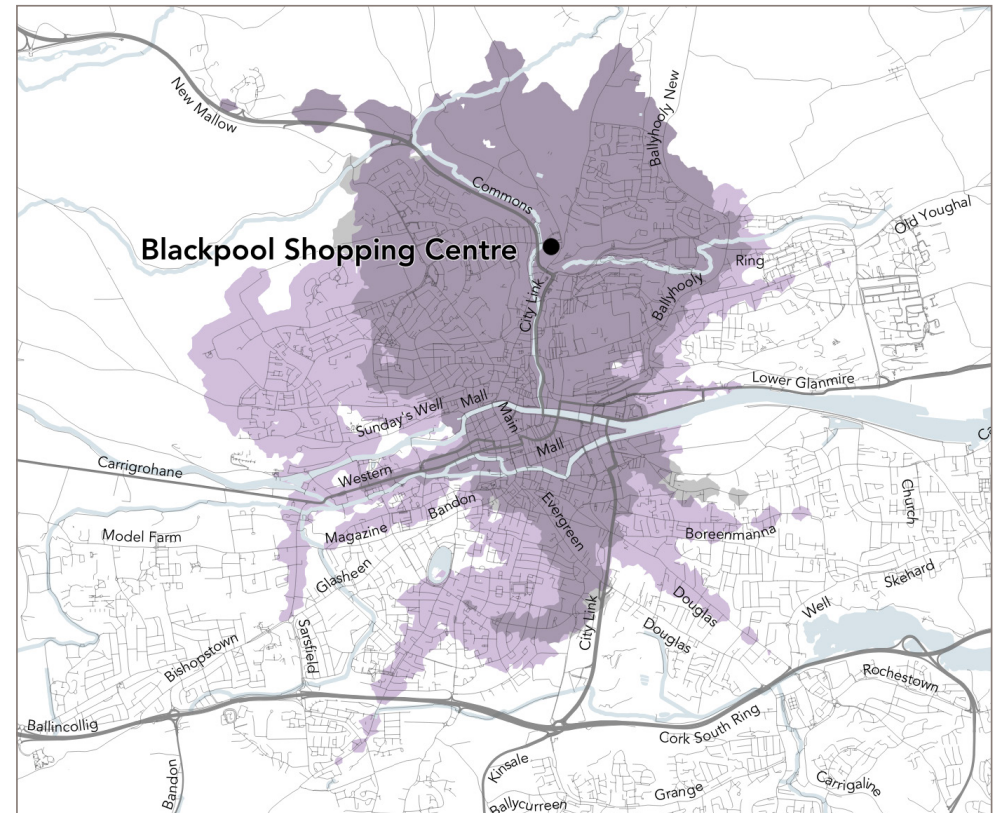 New Mallow
Ballyhooly New
Commons
Old Youghal
Blackpool Shopping Centre
Ring
Ballyhooly
City Link
Lower Glanmire
Sunday's Well
Mall
Main
Mall
Carrigrohane
Western
Bandon
Evergreen
Church
Model Farm
Magazine
Boreenmanna
Glasheen
Skehard
Douglas
Well
City Link
Sarsfield
Douglas
Bishopstown
Rochestown
Ballincollig
Cork South Ring
Kinsale
Bandon
Carrigaline
Grange
Ballycurreen